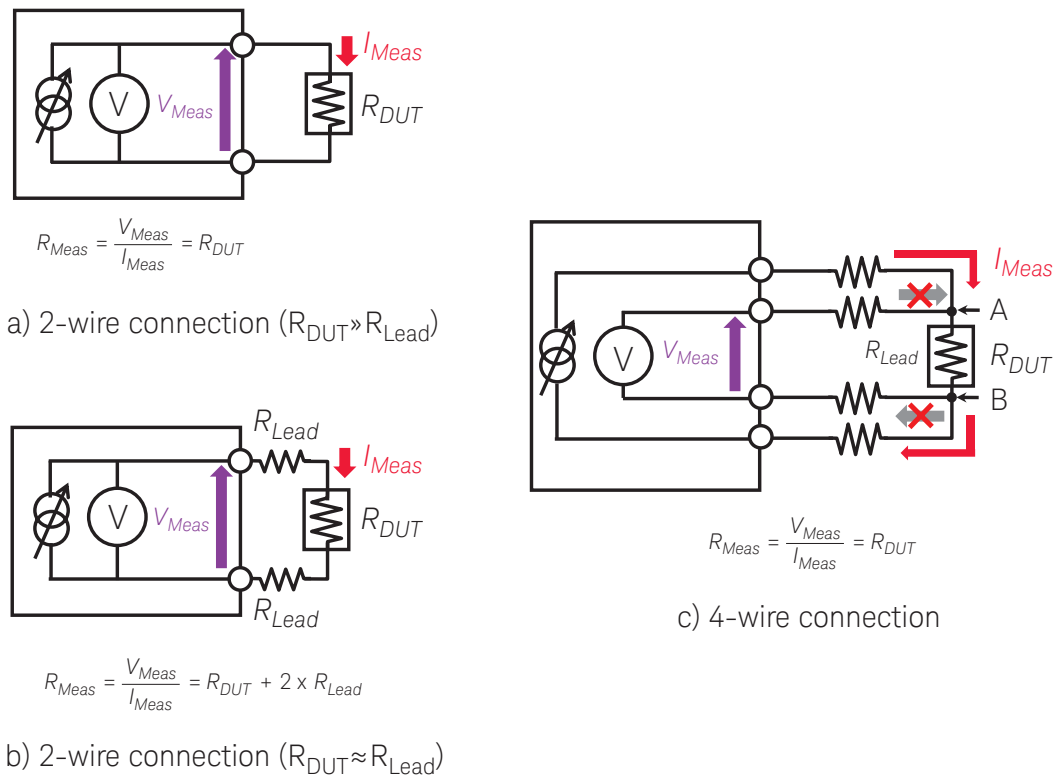 V
V_Meas
I_Meas
R_DUT
R_Meas = V_Meas / I_Meas = R_DUT
a) 2-wire connection (R_DUT»R_Lead)
R_Lead
V
V_Meas
I_Meas
R_DUT
R_Lead
R_Meas = V_Meas / I_Meas = R_DUT + 2 x R_Lead
b) 2-wire connection (R_DUT≈R_Lead)
I_Meas
A
V
V_Meas
R_Lead
R_DUT
B
R_Meas = V_Meas / I_Meas = R_DUT
c) 4-wire connection